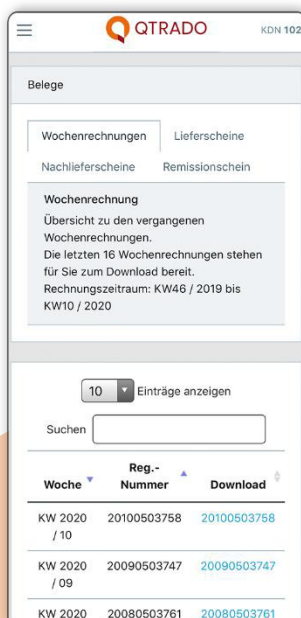 QTRADO KDN 102
Belege
Wochenrechnungen Lieferscheine
Nachlieferscheine Remissionschein
Wochenrechnung
Übersicht zu den vergangenen
Wochenrechnungen.
Die letzten 16 Wochenrechnungen stehen
für Sie zum Download bereit.
Rechnungszeitraum: KW46 / 2019 bis
KW10 / 2020
10 Einträge anzeigen
Suchen
Reg.-
Woche Nummer Download
KW 2020 20100503758 20100503758
/ 10
KW 2020 20090503747 20090503747
/ 09
KW 2020 20080503761 20080503761